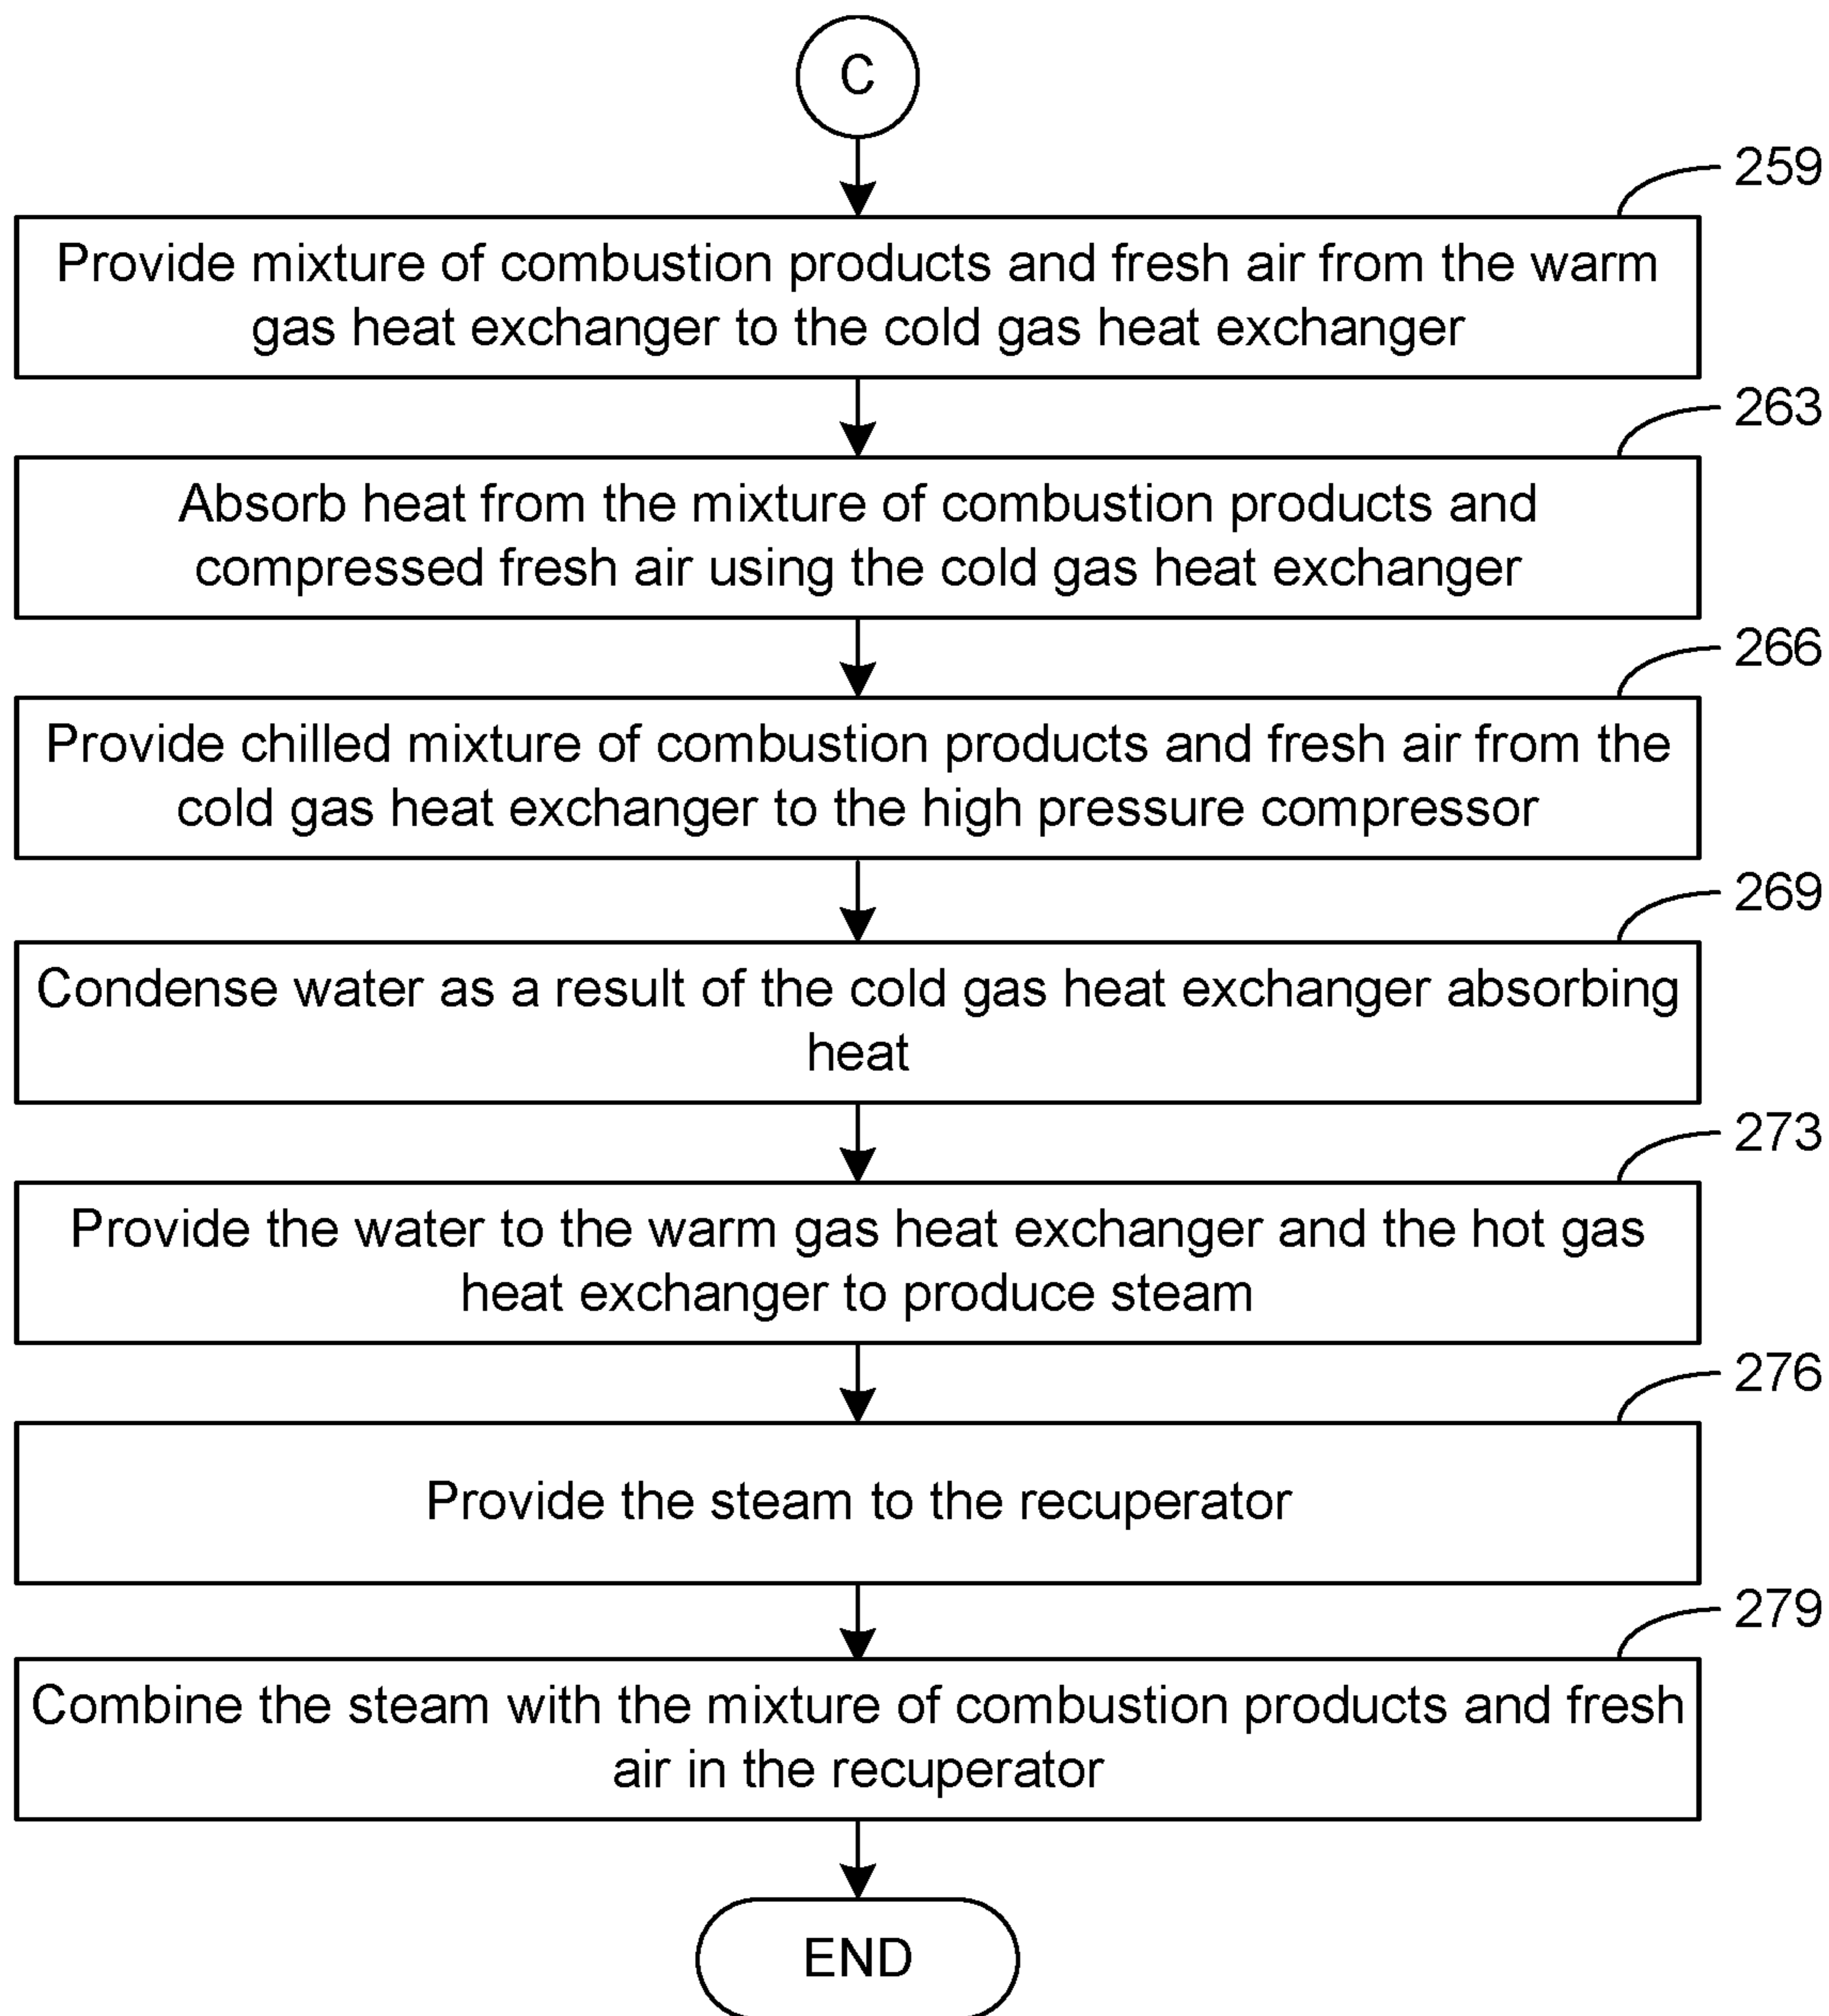 C
259
Provide mixture of combustion products and fresh air from the warm
gas heat exchanger to the cold gas heat exchanger
263
Absorb heat from the mixture of combustion products and
compressed fresh air using the cold gas heat exchanger
266
Provide chilled mixture of combustion products and fresh air from the
cold gas heat exchanger to the high pressure compressor
269
Condense water as a result of the cold gas heat exchanger absorbing
heat
273
Provide the water to the warm gas heat exchanger and the hot gas
heat exchanger to produce steam
276
Provide the steam to the recuperator
279
Combine the steam with the mixture of combustion products and fresh
air in the recuperator
END